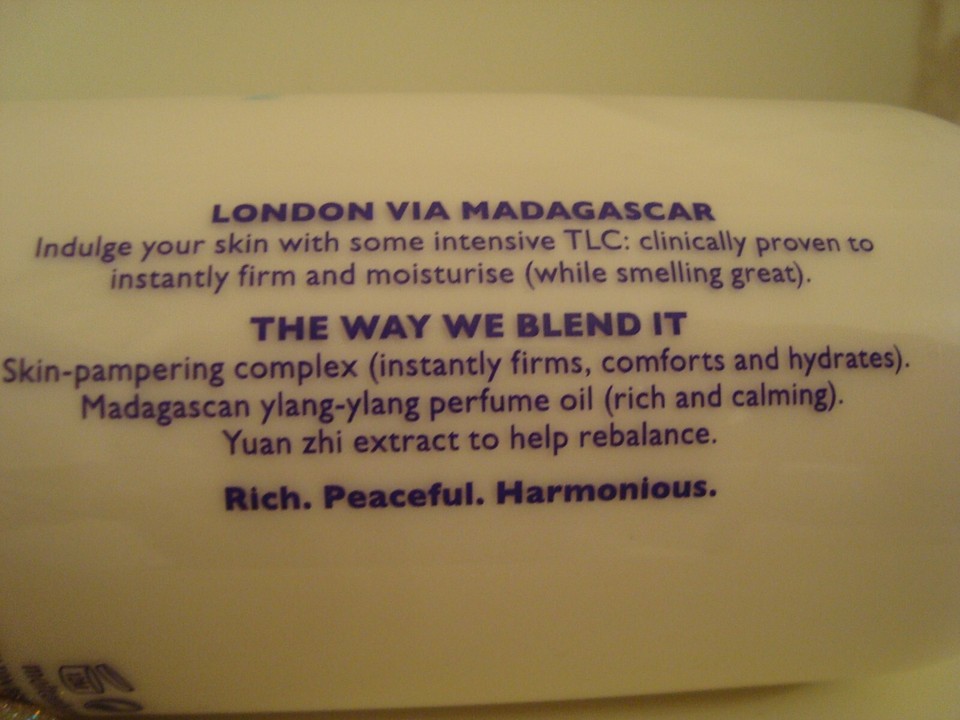 LONDON VIA MADAGASCAR
Indulge your skin with some intensive TLC: clinically proven to
instantly firm and moisturise (while smelling great).
THE WAY WE BLEND IT
Skin-pampering complex (instantly firms, comforts and hydrates).
Madagascan ylang-ylang perfume oil (rich and calming).
Yuan zhi extract to help rebalance.
Rich. Peaceful. Harmonious.